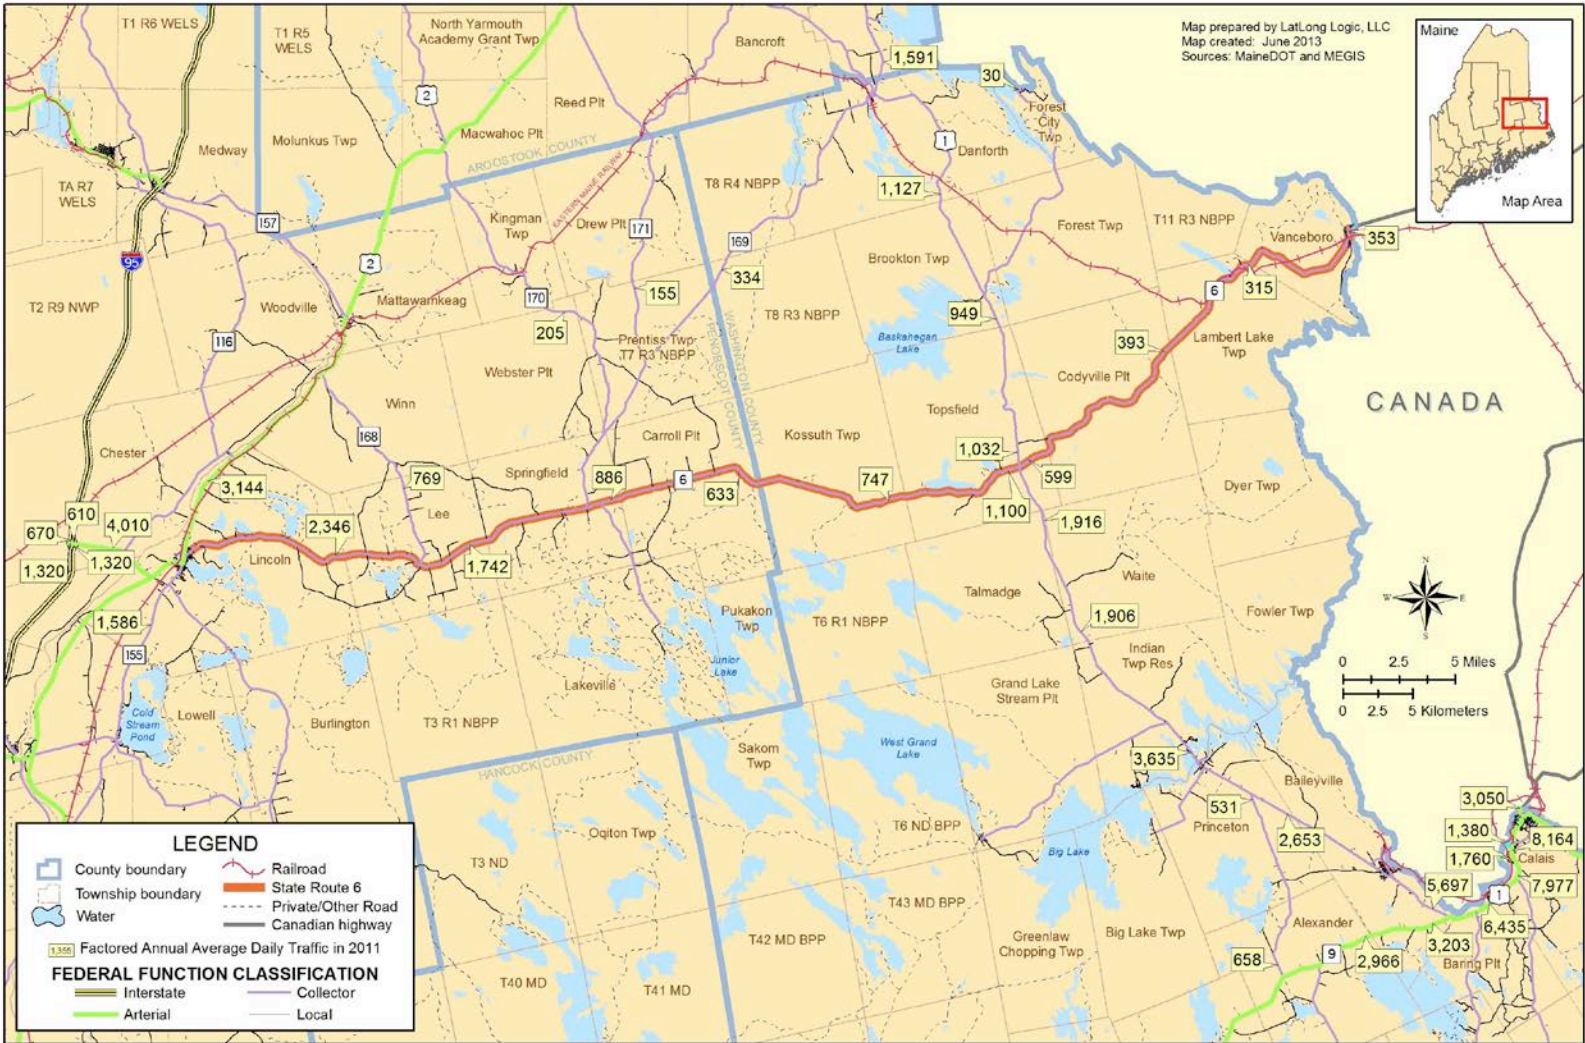 T1 R6 WELS
T1 R5
WELS
North Yarmouth
Academy Grant Twp
Bancroft
1,591
30
Map prepared by LatLong Logic, LLC
Map created: June 2013
Sources: MaineDOT and MEGIS
Maine
Map Area
2
Reed Plt
Forest
City
Twp
Medway
Molunkus Twp
Macwahoc Plt
AROOSTOOK COUNTY
1
Danforth
TA R7
WELS
EASTERN MAINE RAILWAY
T8 R4 NBPP
1,127
157
Kingman
Twp
Drew Plt
171
169
Forest Twp
T11 R3 NBPP
Vanceboro
353
95
2
Brookton Twp
334
T2 R9 NWP
Woodville
Mattawamkeag
170
155
6
315
205
T8 R3 NBPP
949
116
Prentiss Twp
T7 R3 NBPP
WASHINGTON COUNTY
PENOBSCOT COUNTY
Baskahegan
Lake
393
Lambert Lake
Twp
Webster Plt
Codyville Plt
CANADA
Winn
Topsfield
168
Carroll Plt
Kossuth Twp
Chester
1,032
Springfield
886
6
769
747
599
3,144
633
Dyer Twp
Lee
1,100
610
670
4,010
2,346
1,916
1,320
1,320
Lincoln
1,742
Waite
Talmadge
N
W
E
S
1,586
Pukakon
Twp
T6 R1 NBPP
1,906
Fowler Twp
155
Junior
Lake
Indian
Twp Res
0 2.5 5 Miles
0 2.5 5 Kilometers
Lakeville
Grand Lake
Stream Plt
Cold
Stream
Pond
Lowell
Burlington
T3 R1 NBPP
Sakom
Twp
West Grand
Lake
HANCOCK COUNTY
3,635
Baileyville
531
3,050
T6 ND BPP
Princeton
1,380
8,164
Oqiton Twp
2,653
Big Lake
1,760
Calais
T3 ND
5,697
7,977
T43 MD BPP
1
Alexander
6,435
T42 MD BPP
Greenlaw
Chopping Twp
Big Lake Twp
3,203
658
9
2,966
Baring Plt
T40 MD
T41 MD
LEGEND
County boundary
Township boundary
Water
Railroad
State Route 6
Private/Other Road
Canadian highway
1,355 Factored Annual Average Daily Traffic in 2011
FEDERAL FUNCTION CLASSIFICATION
Interstate
Collector
Arterial
Local